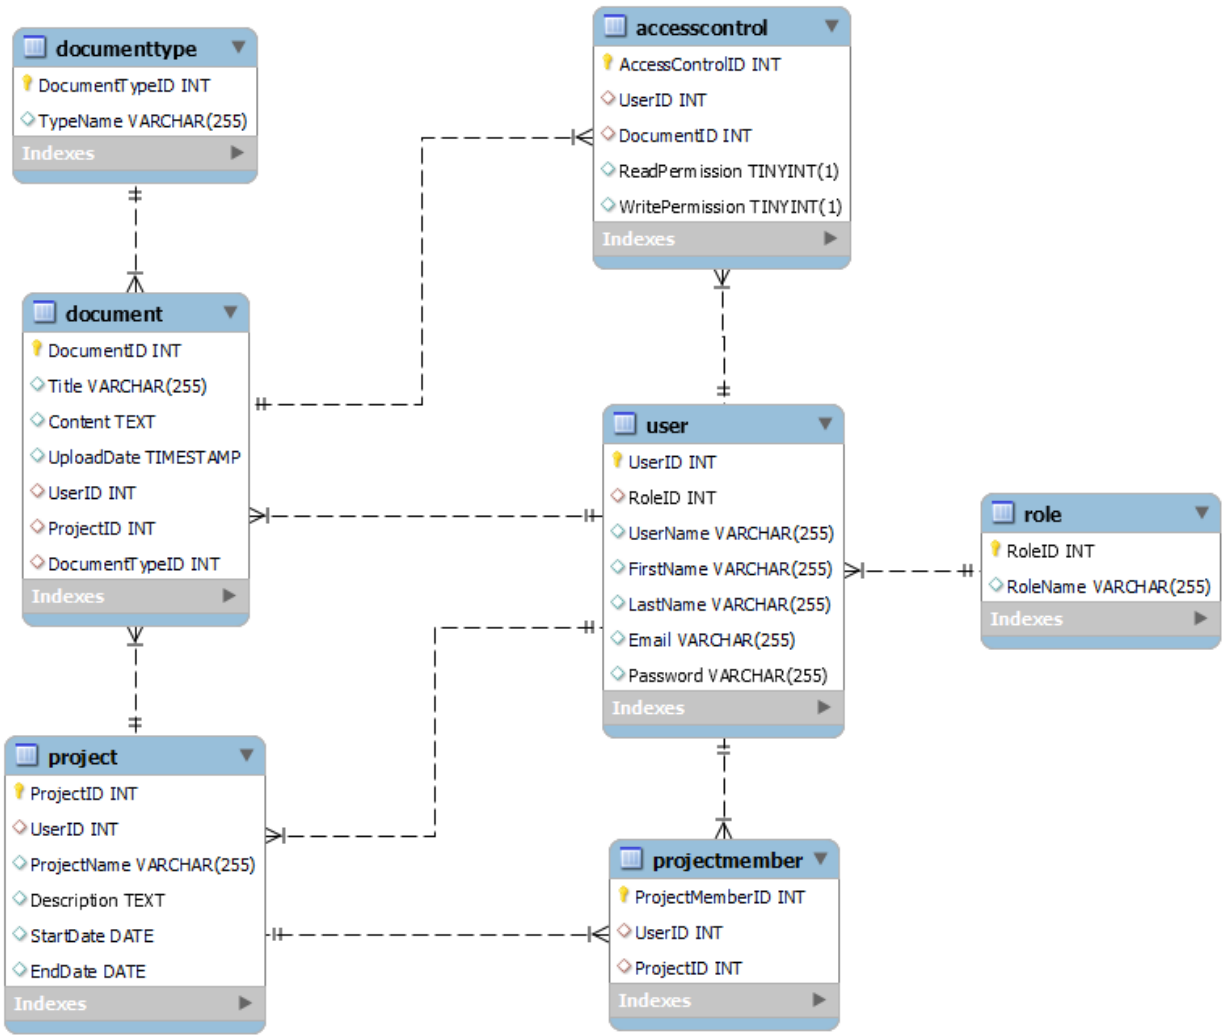 documenttype
DocumentTypeID INT
TypeName VARCHAR(255)
Indexes
accesscontrol
AccessControlID INT
UserID INT
DocumentID INT
ReadPermission TINYINT(1)
WritePermission TINYINT(1)
Indexes
document
DocumentID INT
Title VARCHAR(255)
Content TEXT
UploadDate TIMESTAMP
UserID INT
ProjectID INT
DocumentTypeID INT
Indexes
user
UserID INT
RoleID INT
UserName VARCHAR(255)
FirstName VARCHAR(255)
LastName VARCHAR(255)
Email VARCHAR(255)
Password VARCHAR(255)
Indexes
role
RoleID INT
RoleName VARCHAR(255)
Indexes
project
ProjectID INT
UserID INT
ProjectName VARCHAR(255)
Description TEXT
StartDate DATE
EndDate DATE
Indexes
projectmember
ProjectMemberID INT
UserID INT
ProjectID INT
Indexes